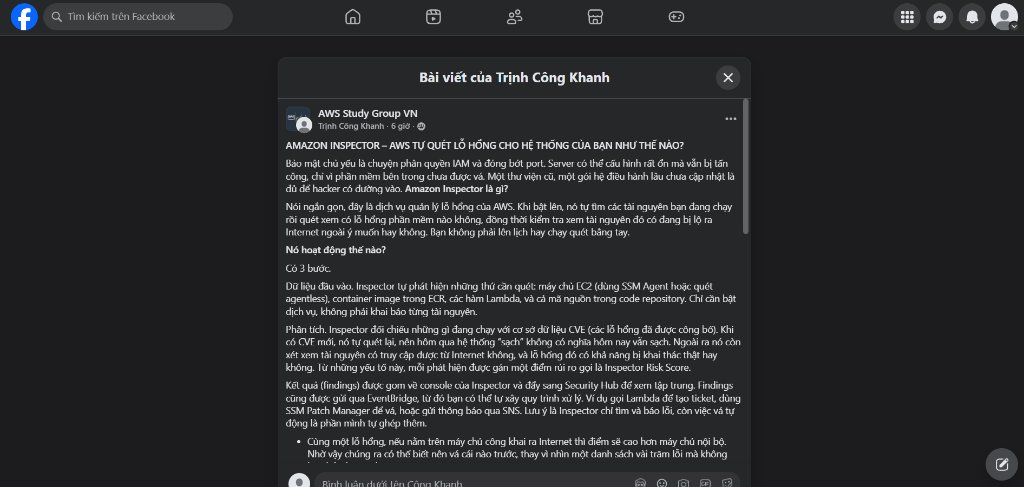 Tìm kiếm trên Facebook
Bài viết của Trịnh Công Khanh
AWS Study Group VN
Trịnh Công Khanh · 6 giờ ·
AMAZON INSPECTOR – AWS TỰ QUÉT LỖ HỔNG CHO HỆ THỐNG CỦA BẠN NHƯ THẾ NÀO?
Bảo mật chủ yếu là chuyện phân quyền IAM và đóng bớt port. Server có thể cấu hình rất ổn mà vẫn bị tấn
công, chỉ vì phần mềm bên trong chưa được vá. Một thư viện cũ, một gói hệ điều hành lâu chưa cập nhật là
đủ để hacker có đường vào. Amazon Inspector là gì?
Nói ngắn gọn, đây là dịch vụ quản lý lỗ hổng của AWS. Khi bật lên, nó tự tìm các tài nguyên bạn đang chạy
rồi quét xem có lỗ hổng phần mềm nào không, đồng thời kiểm tra xem tài nguyên đó có đang bị lộ ra
Internet ngoài ý muốn hay không. Bạn không phải lên lịch hay chạy quét bằng tay.
Nó hoạt động thế nào?
Có 3 bước.
Dữ liệu đầu vào. Inspector tự phát hiện những thứ cần quét: máy chủ EC2 (dùng SSM Agent hoặc quét
agentless), container image trong ECR, các hàm Lambda, và cả mã nguồn trong code repository. Chỉ cần bật
dịch vụ, không phải khai báo từng tài nguyên.
Phân tích. Inspector đối chiếu những gì đang chạy với cơ sở dữ liệu CVE (các lỗ hổng đã được công bố). Khi
có CVE mới, nó tự quét lại, nên hôm qua hệ thống "sạch" không có nghĩa hôm nay vẫn sạch. Ngoài ra nó còn
xét xem tài nguyên có truy cập được từ Internet không, và lỗ hổng đó có khả năng bị khai thác thật hay
không. Từ những yếu tố này, mỗi phát hiện được gán một điểm rủi ro gọi là Inspector Risk Score.
Kết quả (findings) được gom về console của Inspector và đẩy sang Security Hub để xem tập trung. Findings
cũng được gửi qua EventBridge, từ đó bạn có thể tự xây quy trình xử lý. Ví dụ gọi Lambda để tạo ticket, dùng
SSM Patch Manager để vá, hoặc gửi thông báo qua SNS. Lưu ý là Inspector chỉ tìm và báo lỗi, còn việc vá tự
động là phần mình tự ghép thêm.
• Cùng một lỗ hổng, nếu nằm trên máy chủ công khai ra Internet thì điểm sẽ cao hơn máy chủ nội bộ.
Nhờ vậy chúng ra có thể biết nên vá cái nào trước, thay vì nhìn một danh sách vài trăm lỗi mà không
Bình luận dưới tên Công Khanh